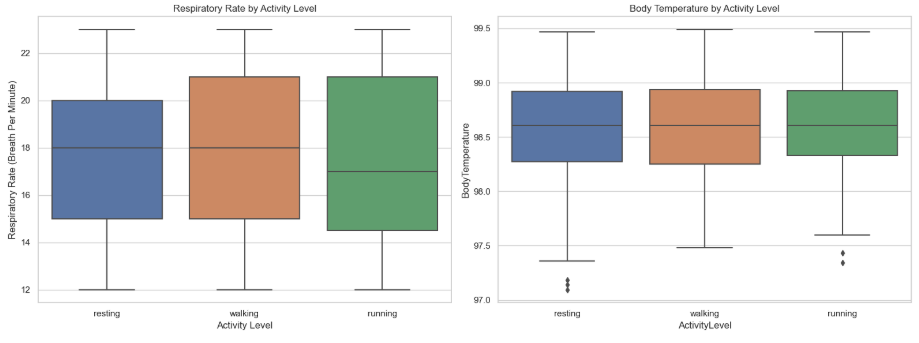 Respiratory Rate by Activity Level
Respiratory Rate (Breath Per Minute)
22
20
18
16
14
12
resting walking running
Activity Level
Body Temperature by Activity Level
BodyTemperature
99.5
99.0
98.5
98.0
97.5
97.0
resting walking running
ActivityLevel